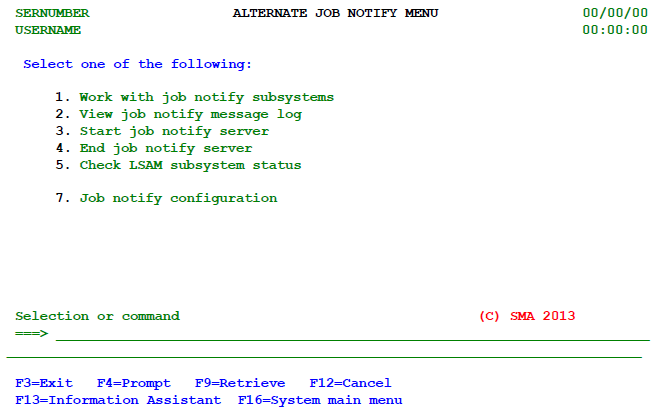 SERNUMBER ALTERNATE JOB NOTIFY MENU 00/00/00
USERNAME 00:00:00
Select one of the following:
1. Work with job notify subsystems
2. View job notify message log
3. Start job notify server
4. End job notify server
5. Check LSAM subsystem status
7. Job notify configuration
Selection or command (C) SMA 2013
===>
F3=Exit F4=Prompt F9=Retrieve F12=Cancel
F13=Information Assistant F16=System main menu